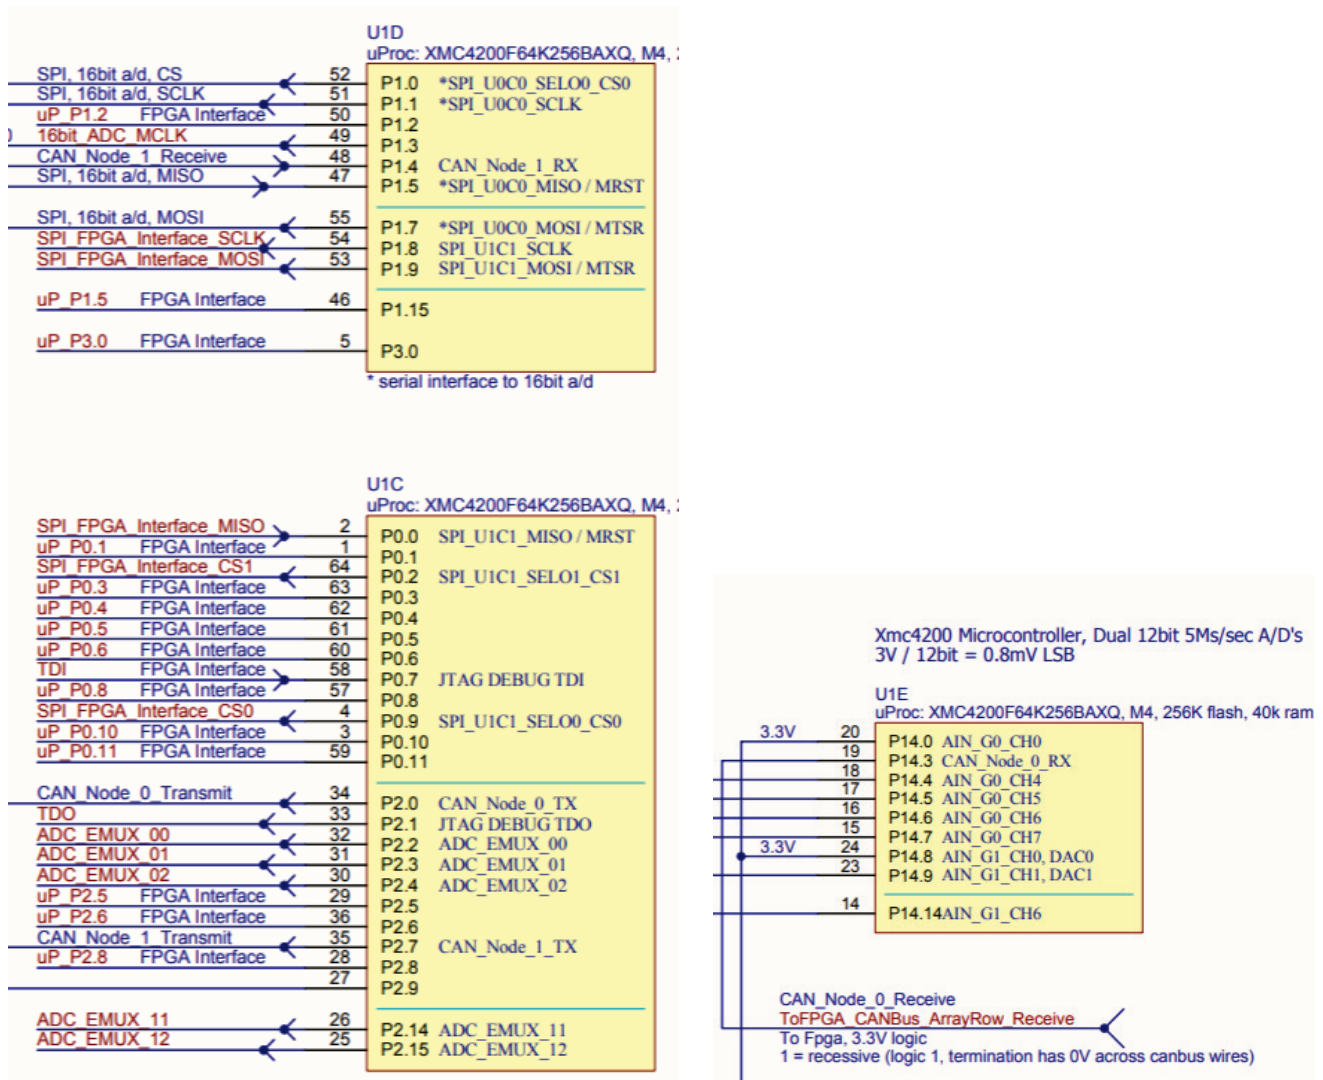 U1D
uProc: XMC4200F64K256BAXQ, M4,
SPI, 16bit a/d, CS 52 P1.0 *SPI_U0C0_SELO0_CS0
SPI, 16bit a/d, SCLK 51 P1.1 *SPI_U0C0_SCLK
uP_P1.2 FPGA Interface 50 P1.2
16bit_ADC_MCLK 49 P1.3
CAN_Node_1_Receive 48 P1.4 CAN_Node_1_RX
SPI, 16bit a/d, MISO 47 P1.5 *SPI_U0C0_MISO / MRST
SPI, 16bit a/d, MOSI 55 P1.7 *SPI_U0C0_MOSI / MTSR
SPI_FPGA_Interface_SCLK 54 P1.8 SPI_U1C1_SCLK
SPI_FPGA_Interface_MOSI 53 P1.9 SPI_U1C1_MOSI / MTSR
uP_P1.5 FPGA Interface 46 P1.15
uP_P3.0 FPGA Interface 5 P3.0
* serial interface to 16bit a/d
U1C
uProc: XMC4200F64K256BAXQ, M4,
SPI_FPGA_Interface_MISO 2 P0.0 SPI_U1C1_MISO / MRST
uP_P0.1 FPGA Interface 1 P0.1
SPI_FPGA_Interface_CS1 64 P0.2 SPI_U1C1_SELO1_CS1
uP_P0.3 FPGA Interface 63 P0.3
uP_P0.4 FPGA Interface 62 P0.4
uP_P0.5 FPGA Interface 61 P0.5
uP_P0.6 FPGA Interface 60 P0.6
TDI FPGA Interface 58 P0.7 JTAG DEBUG TDI
uP_P0.8 FPGA Interface 57 P0.8
SPI_FPGA_Interface_CS0 4 P0.9 SPI_U1C1_SELO0_CS0
uP_P0.10 FPGA Interface 3 P0.10
uP_P0.11 FPGA Interface 59 P0.11
CAN_Node_0_Transmit 34 P2.0 CAN_Node_0_TX
TDO 33 P2.1 JTAG DEBUG TDO
ADC_EMUX_00 32 P2.2 ADC_EMUX_00
ADC_EMUX_01 31 P2.3 ADC_EMUX_01
ADC_EMUX_02 30 P2.4 ADC_EMUX_02
uP_P2.5 FPGA Interface 29 P2.5
uP_P2.6 FPGA Interface 36 P2.6
CAN_Node_1_Transmit 35 P2.7 CAN_Node_1_TX
uP_P2.8 FPGA Interface 28 P2.8
27 P2.9
ADC_EMUX_11 26 P2.14 ADC_EMUX_11
ADC_EMUX_12 25 P2.15 ADC_EMUX_12
Xmc4200 Microcontroller, Dual 12bit 5Ms/sec A/D's
3V / 12bit = 0.8mV LSB
U1E
uProc: XMC4200F64K256BAXQ, M4, 256K flash, 40k ram
3.3V 20 P14.0 AIN_G0_CH0
19 P14.3 CAN_Node_0_RX
18 P14.4 AIN_G0_CH4
17 P14.5 AIN_G0_CH5
16 P14.6 AIN_G0_CH6
15 P14.7 AIN_G0_CH7
3.3V 24 P14.8 AIN_G1_CH0, DAC0
23 P14.9 AIN_G1_CH1, DAC1
14 P14.14 AIN_G1_CH6
CAN_Node_0_Receive
ToFPGA_CANBus_ArrayRow_Receive
To Fpga, 3.3V logic
1 = recessive (logic 1, termination has 0V across canbus wires)